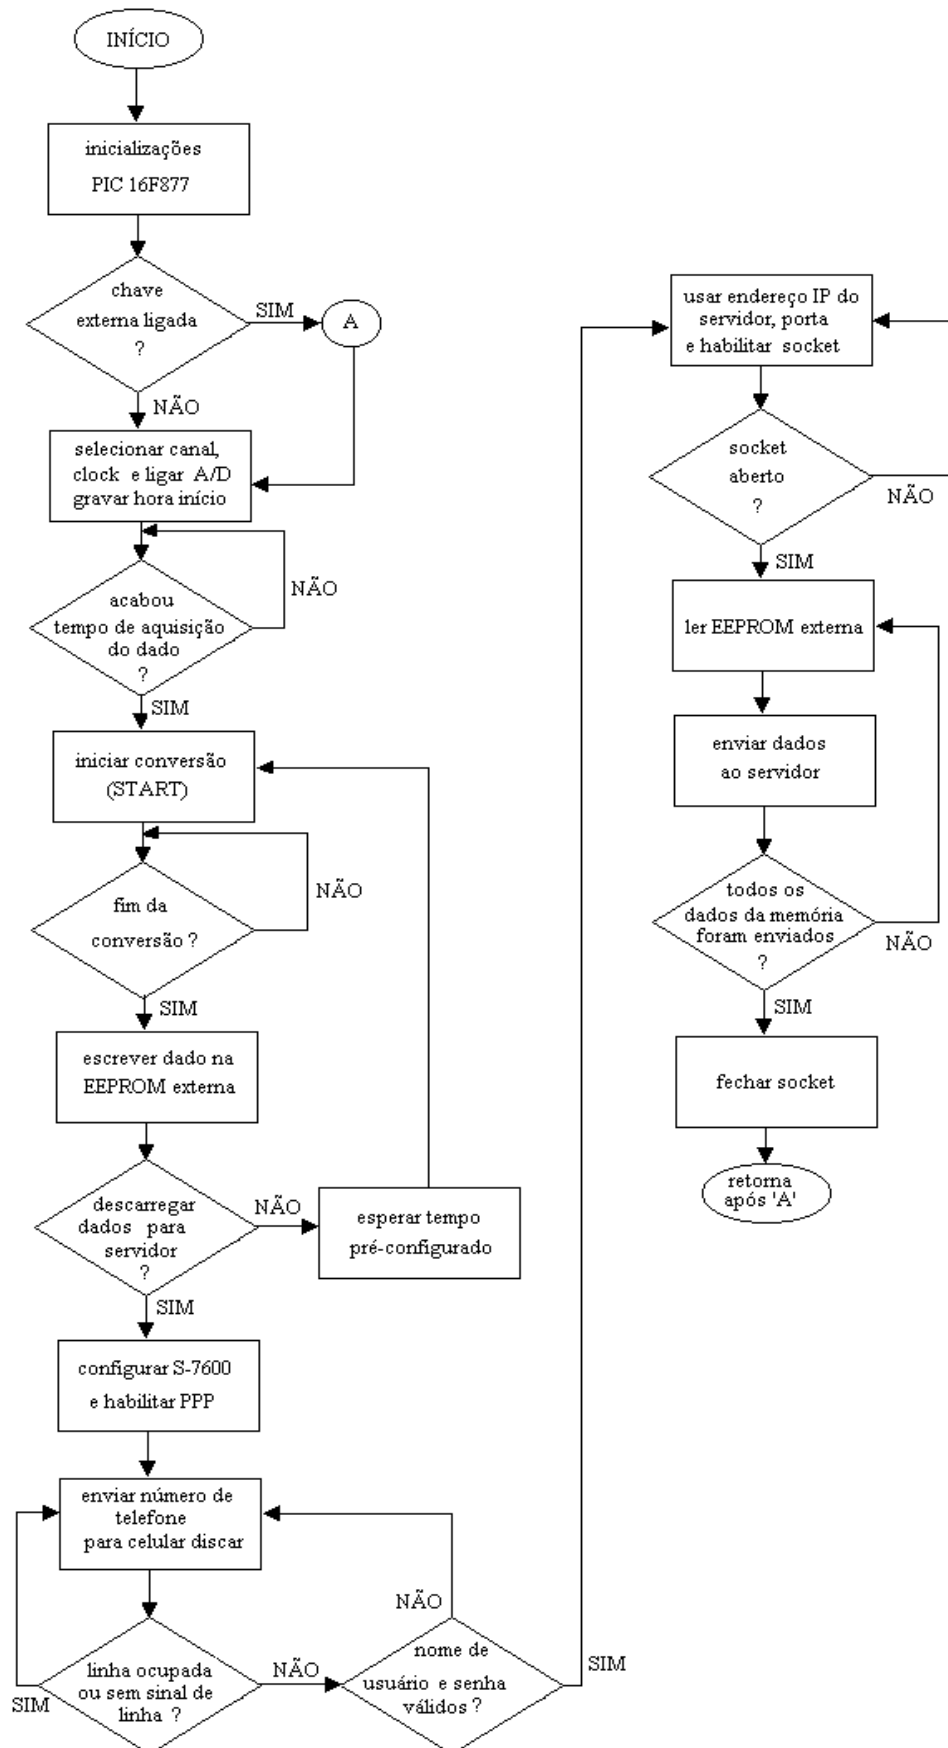 INÍCIO
inicializações
PIC 16F877
chave
externa ligada
?
SIM
A
NÃO
selecionar canal,
clock e ligar A/D
gravar hora início
NÃO
acabou
tempo de aquisição
do dado
?
SIM
iniciar conversão
(START)
NÃO
fim da
conversão ?
SIM
escrever dado na
EEPROM externa
descarregar
dados para
servidor
?
NÃO
esperar tempo
pré-configurado
SIM
configurar S-7600
e habilitar PPP
enviar número de
telefone
para celular discar
linha ocupada
ou sem sinal de
linha ?
SIM
NÃO
NÃO
nome de
usuário e senha
válidos ?
SIM
usar endereço IP do
servidor, porta
e habilitar socket
socket
aberto
?
NÃO
SIM
ler EEPROM externa
enviar dados
ao servidor
todos os
dados da memória
foram enviados
?
NÃO
SIM
fechar socket
retorna
após 'A'